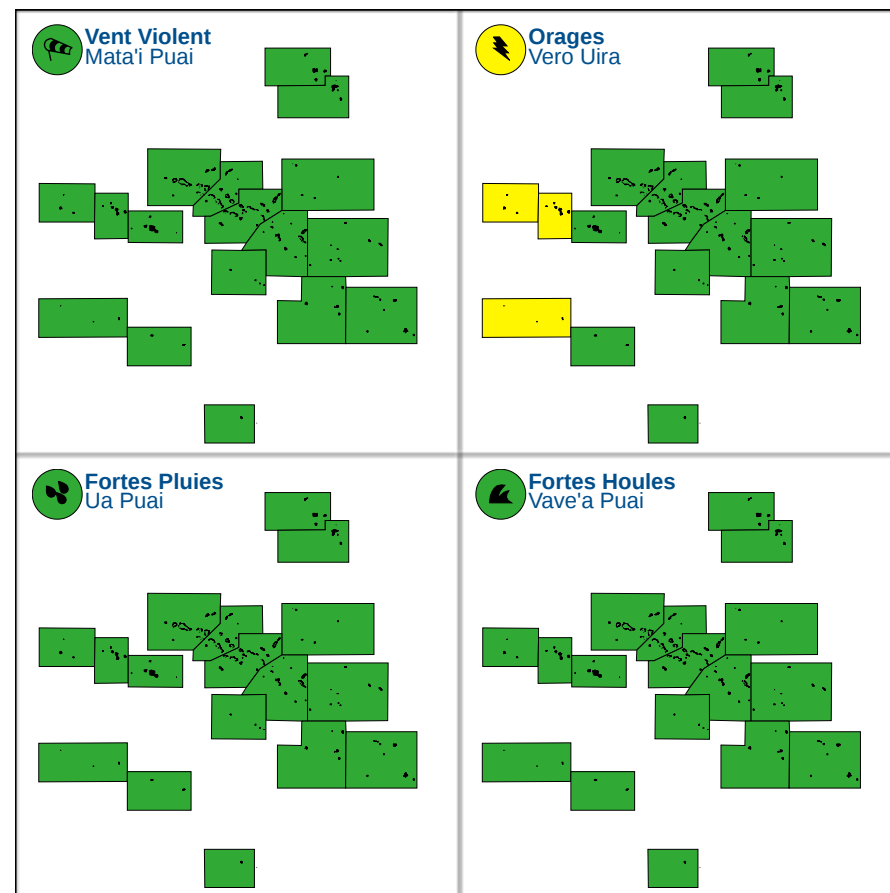 Vent Violent
Mata'i Puai
Orages
Vero Uira
Fortes Pluies
Ua Puai
Fortes Houles
Vave'a Puai